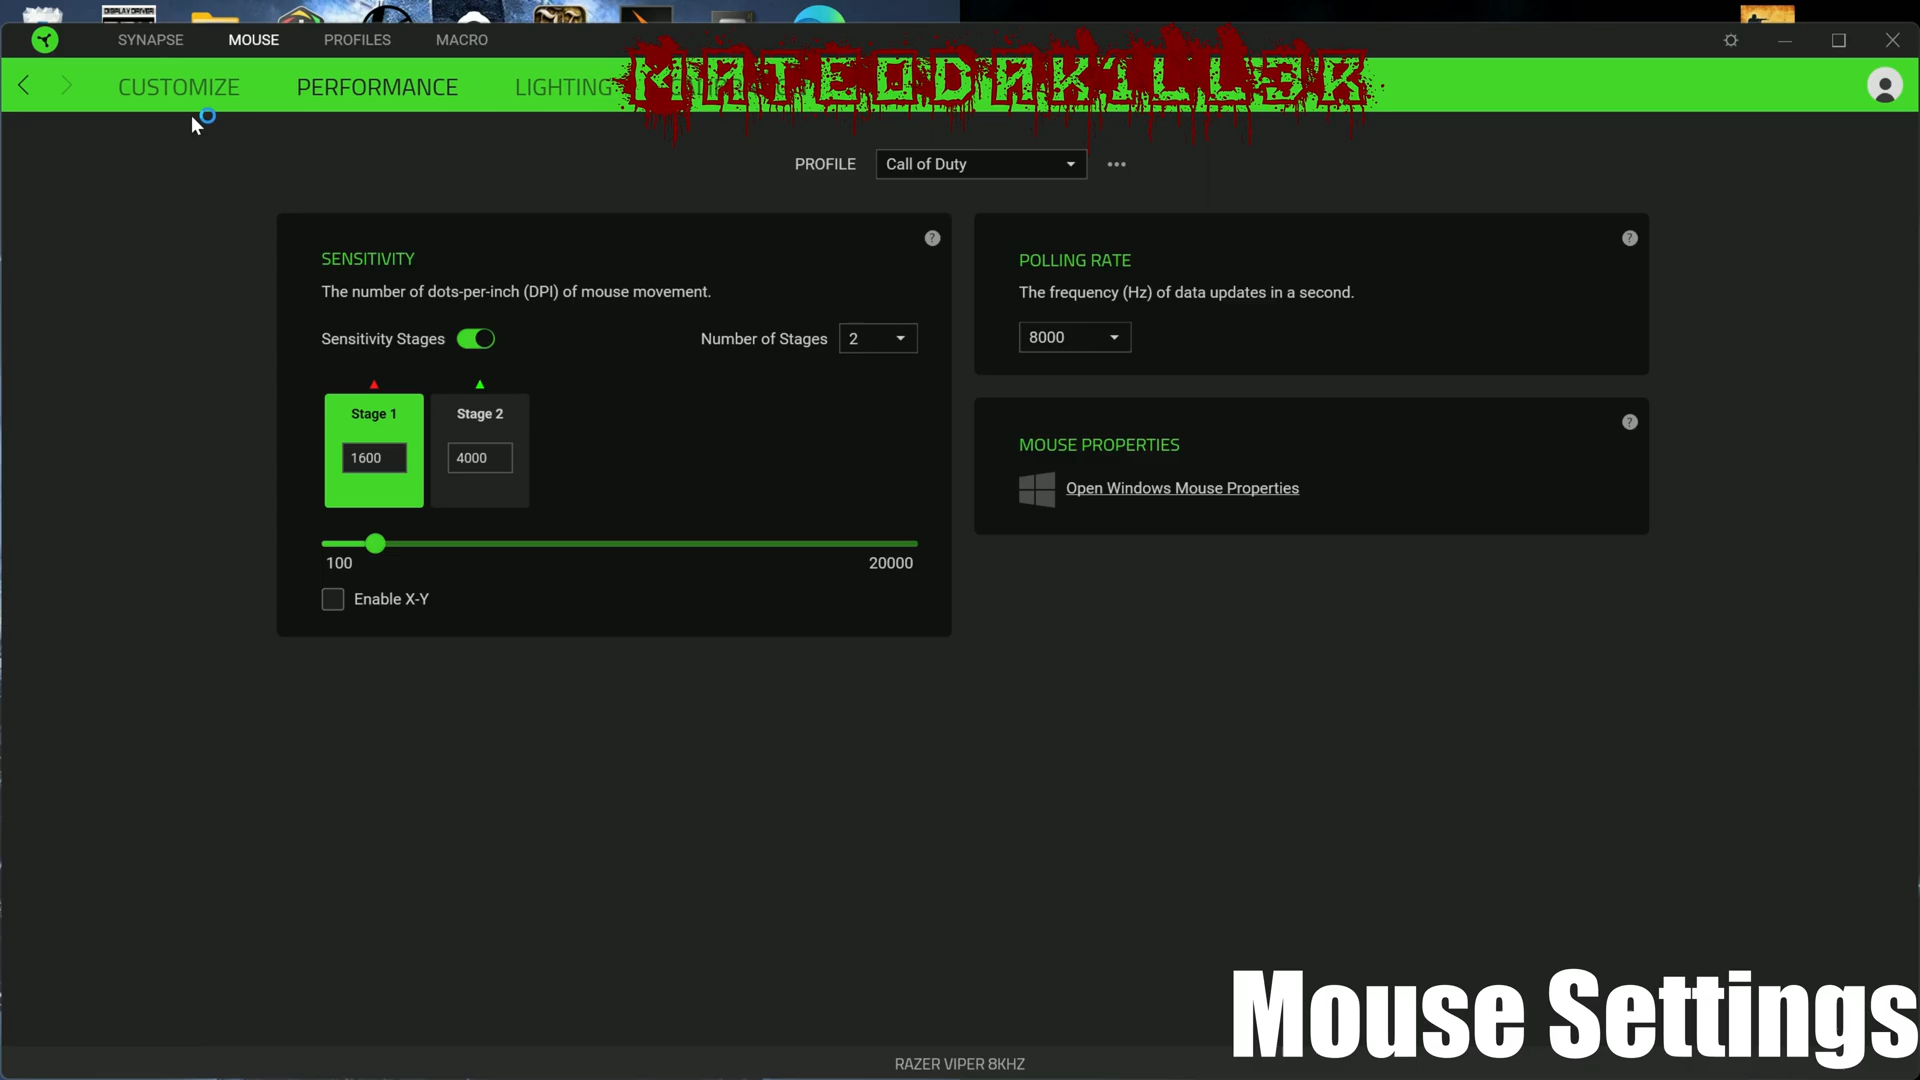 DISPLAY DRIVER
SYNAPSE MOUSE PROFILES MACRO
CUSTOMIZE PERFORMANCE LIGHTING
MATEODAK1LL3R
PROFILE Call of Duty
SENSITIVITY
The number of dots-per-inch (DPI) of mouse movement.
Sensitivity Stages Number of Stages 2
Stage 1 Stage 2
1600 4000
100 20000
Enable X-Y
POLLING RATE
The frequency (Hz) of data updates in a second.
8000
MOUSE PROPERTIES
Open Windows Mouse Properties
Mouse Settings
RAZER VIPER 8KHZ